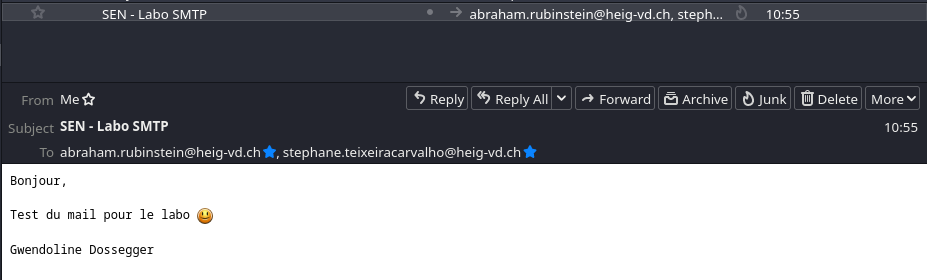 SEN - Labo SMTP abraham.rubinstein@heig-vd.ch, steph... 10:55
From Me Reply Reply All Forward Archive Junk Delete More
Subject SEN - Labo SMTP 10:55
To abraham.rubinstein@heig-vd.ch, stephane.teixeiracarvalho@heig-vd.ch
Bonjour,
Test du mail pour le labo 😃
Gwendoline Dossegger